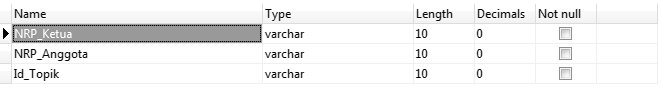 Name Type Length Decimals Not null
NRP_Ketua varchar 10 0
NRP_Anggota varchar 10 0
Id_Topik varchar 10 0